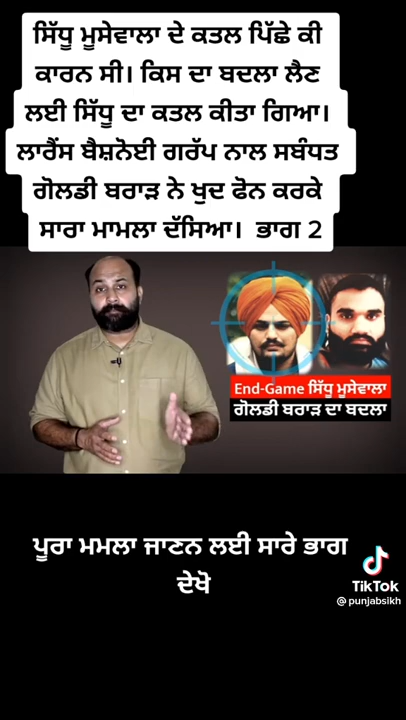 ਸਿੱਧੂ ਮੂਸੇਵਾਲਾ ਦੇ ਕਤਲ ਪਿੱਛੇ ਕੀ
ਕਾਰਨ ਸੀ। ਕਿਸ ਦਾ ਬਦਲਾ ਲੈਣ
ਲਈ ਸਿੱਧੂ ਦਾ ਕਤਲ ਕੀਤਾ ਗਿਆ।
ਲਾਰੈਂਸ ਬੈਸ਼ਨੋਈ ਗਰੱਪ ਨਾਲ ਸਬੰਧਤ
ਗੋਲਡੀ ਬਰਾੜ ਨੇ ਖੁਦ ਫੋਨ ਕਰਕੇ
ਸਾਰਾ ਮਾਮਲਾ ਦੱਸਿਆ। ਭਾਗ 2
End-Game ਸਿੱਧੂ ਮੂਸੇਵਾਲਾ
ਗੋਲਡੀ ਬਰਾੜ ਦਾ ਬਦਲਾ
ਪੂਰਾ ਮਮਲਾ ਜਾਣਨ ਲਈ ਸਾਰੇ ਭਾਗ
ਦੇਖੋ
TikTok
@punjabsikh